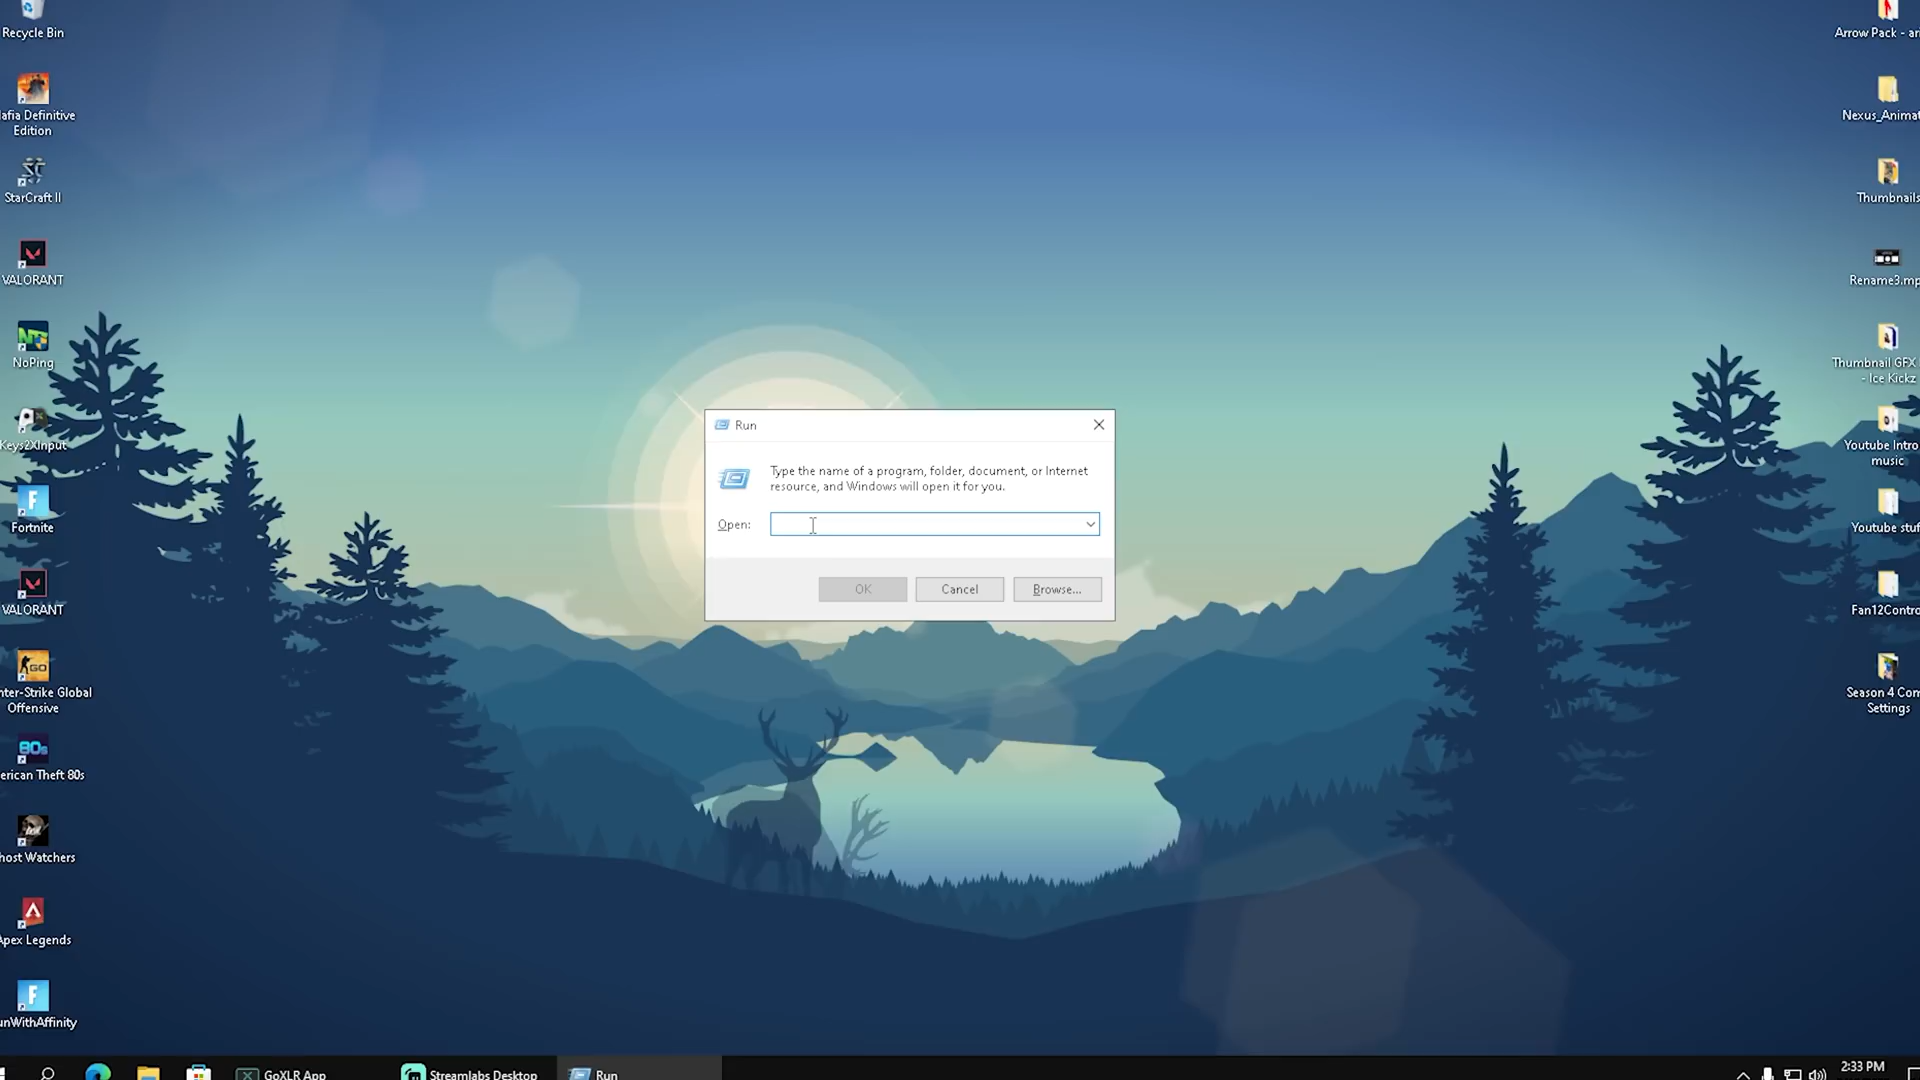 Recycle Bin
afia Definitive
Edition
StarCraft II
VALORANT
NoPing
Keys2XInput
Fortnite
VALORANT
nter-Strike Global
Offensive
erican Theft 80s
host Watchers
Apex Legends
unWithAffinity
Run
Type the name of a program, folder, document, or Internet
resource, and Windows will open it for you.
Open:
OK
Cancel
Browse...
Arrow Pack - ar
Nexus_Animat
Thumbnails
Rename3.mp
Thumbnail GFX
- Ice Kickz
Youtube Intro
music
Youtube stuf
Fan12Contro
Season 4 Com
Settings
GoXLR App
Streamlabs Desktop
Run
2:33 PM